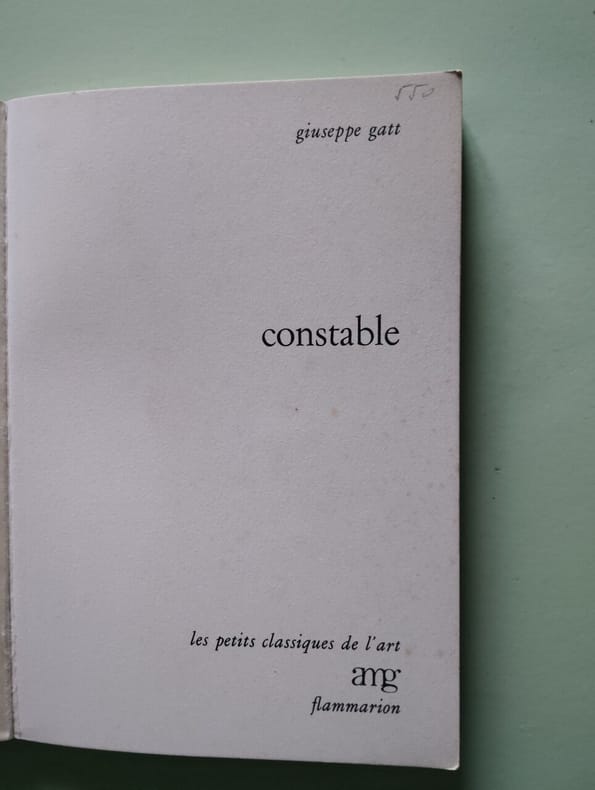 550
giuseppe gatt
constable
les petits classiques de l'art
amg
flammarion